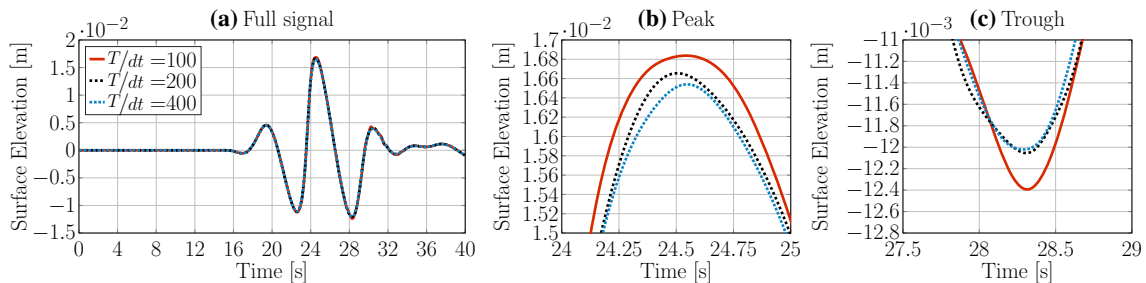 (a) Full signal
·10⁻²
Surface Elevation [m]
2
1.5
1
0.5
0
−0.5
−1
−1.5
T/dt =100
T/dt =200
T/dt =400
0 4 8 12 16 20 24 28 32 36 40
Time [s]
(b) Peak
·10⁻²
Surface Elevation [m]
1.7
1.68
1.66
1.64
1.62
1.6
1.58
1.56
1.54
1.52
1.5
24 24.25 24.5 24.75 25
Time [s]
(c) Trough
·10⁻³
Surface Elevation [m]
−11
−11.2
−11.4
−11.6
−11.8
−12
−12.2
−12.4
−12.6
−12.8
27.5 28 28.5 29
Time [s]